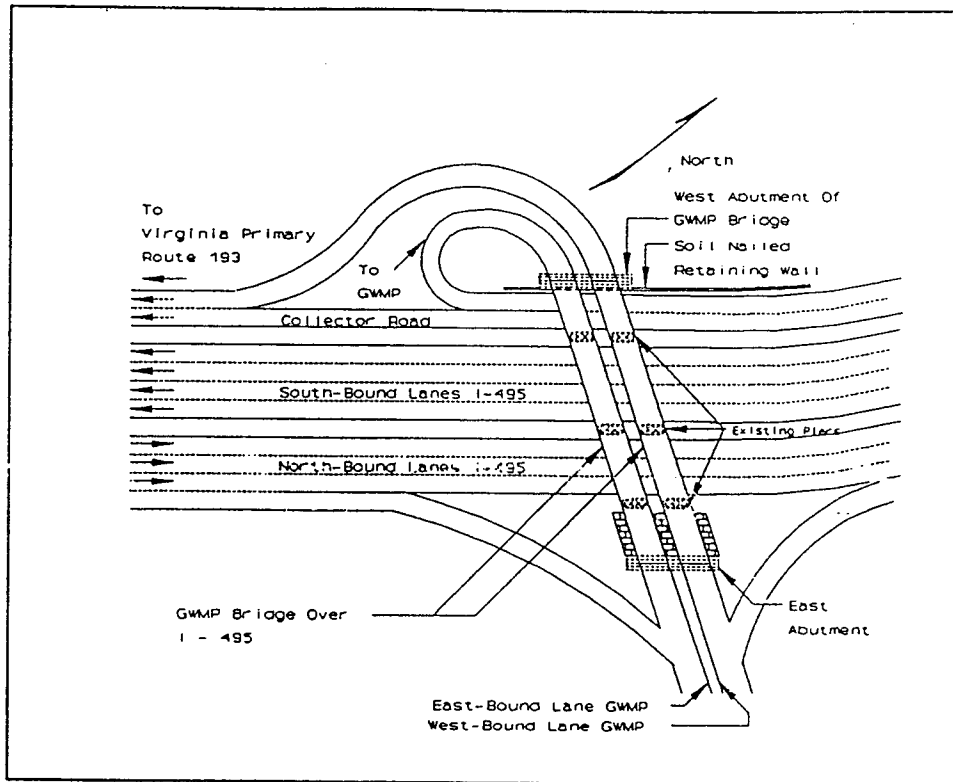 North
West Abutment Of
GWMP Bridge
Soil Nailed
Retaining Wall
To
Virginia Primary
Route 193
To
GWMP
Collector Road
South-Bound Lanes I-495
Existing Piers
North-Bound Lanes I-495
GWMP Bridge Over
I - 495
East
Abutment
East-Bound Lane GWMP
West-Bound Lane GWMP